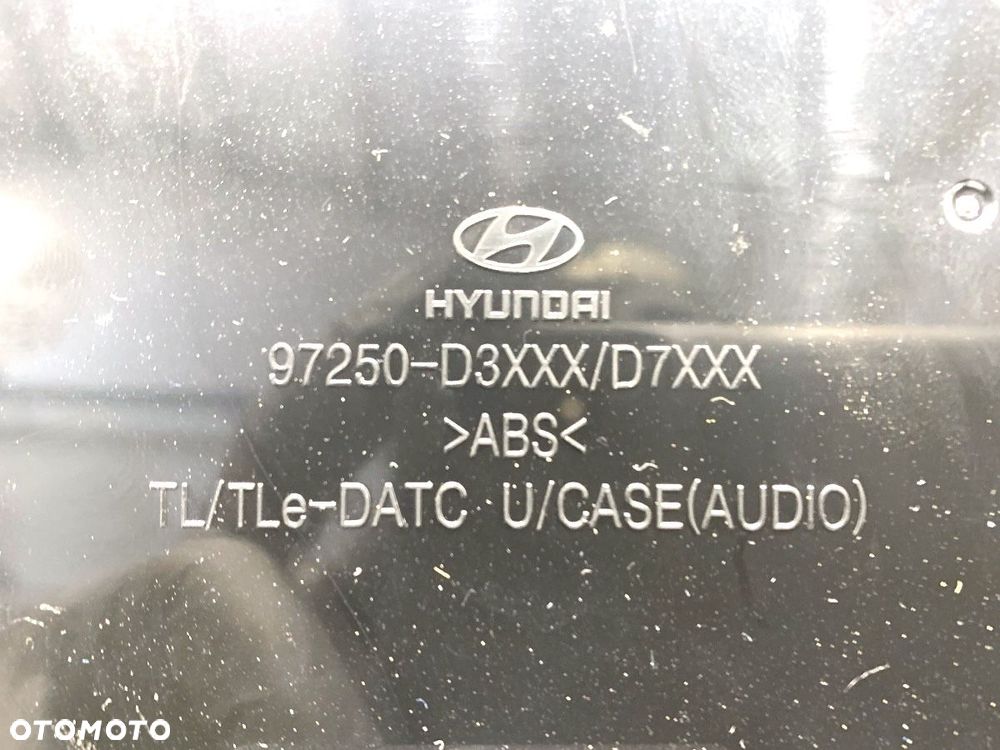 HYUNDAI
97250-D3XXX/D7XXX
>ABS<
TL/TLe-DATC U/CASE(AUDIO)
OTOMOTO